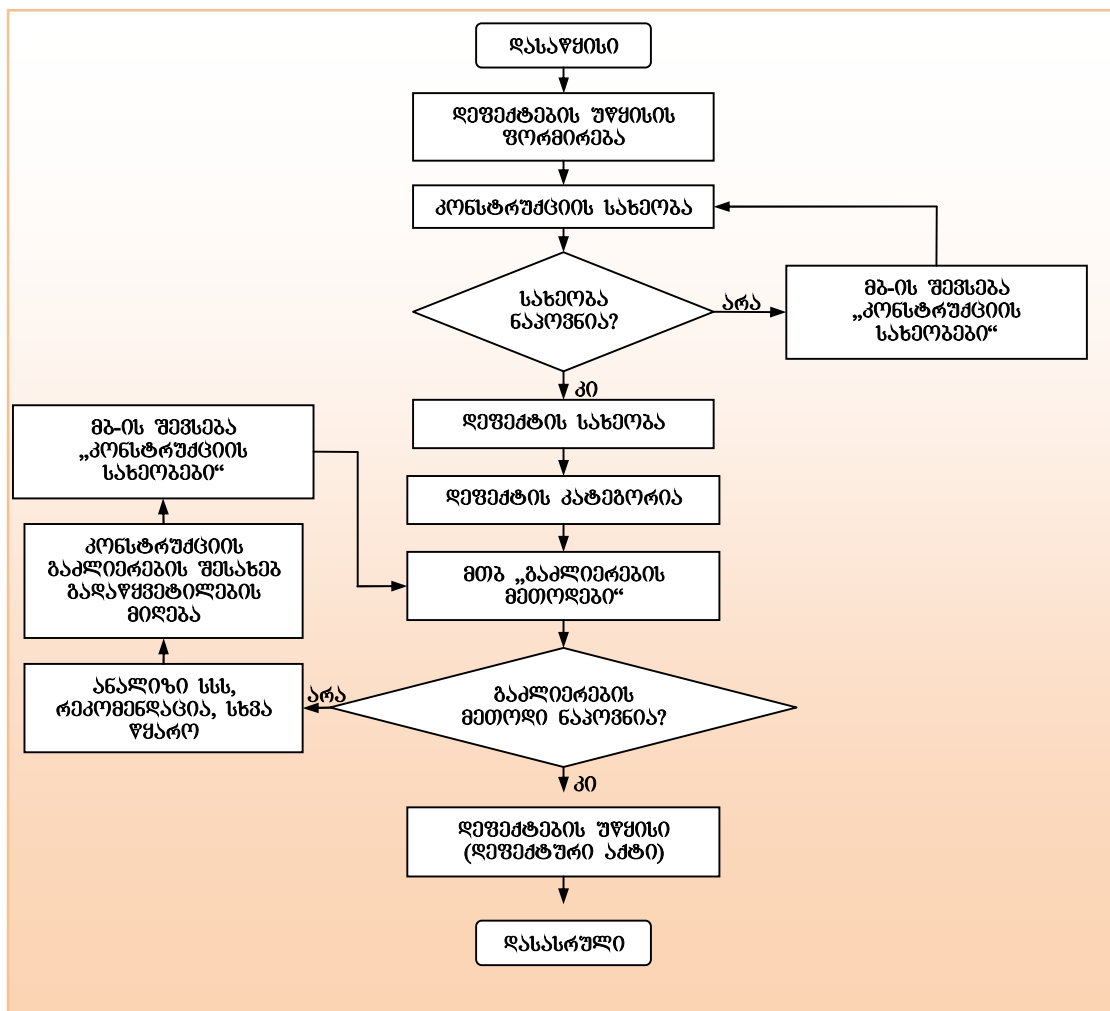 დასაწყისი
დეფექტების უწყისის
ფორმირება
კონსტრუქციის სახეობა
სახეობა
ნაპოვნია?
არა
მბ-ის შევსება
„კონსტრუქციის
სახეობები“
კი
დეფექტის სახეობა
მბ-ის შევსება
„კონსტრუქციის
სახეობები“
დეფექტის კატეგორია
კონსტრუქციის
გაძლიერების შესახებ
გადაწყვეტილების
მიღება
მთბ „გაძლიერების
მეთოდები“
ანალიზი სსს,
რეკომენდაცია, სხვა
წყარო
არა
გაძლიერების
მეთოდი ნაპოვნია?
კი
დეფექტების უწყისი
(დეფექტური აქტი)
დასასრული